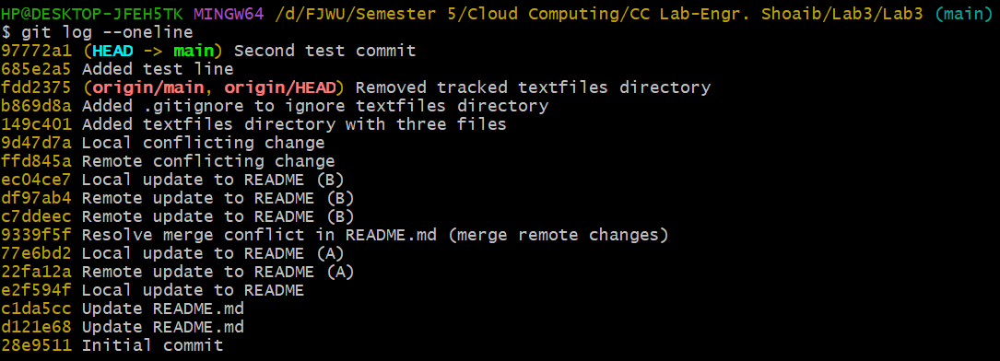 HP@DESKTOP-JFEH5TK MINGW64 /d/FJWU/Semester 5/Cloud Computing/CC Lab-Engr. Shoaib/Lab3/Lab3 (main)
$ git log --oneline
97772a1 (HEAD -> main) Second test commit
685e2a5 Added test line
fdd2375 (origin/main, origin/HEAD) Removed tracked textfiles directory
b869d8a Added .gitignore to ignore textfiles directory
149c401 Added textfiles directory with three files
9d47d7a Local conflicting change
ffd845a Remote conflicting change
ec04ce7 Local update to README (B)
df97ab4 Remote update to README (B)
c7ddeec Remote update to README (B)
9339f5f Resolve merge conflict in README.md (merge remote changes)
77e6bd2 Local update to README (A)
22fa12a Remote update to README (A)
e2f594f Local update to README
c1da5cc Update README.md
d121e68 Update README.md
28e9511 Initial commit